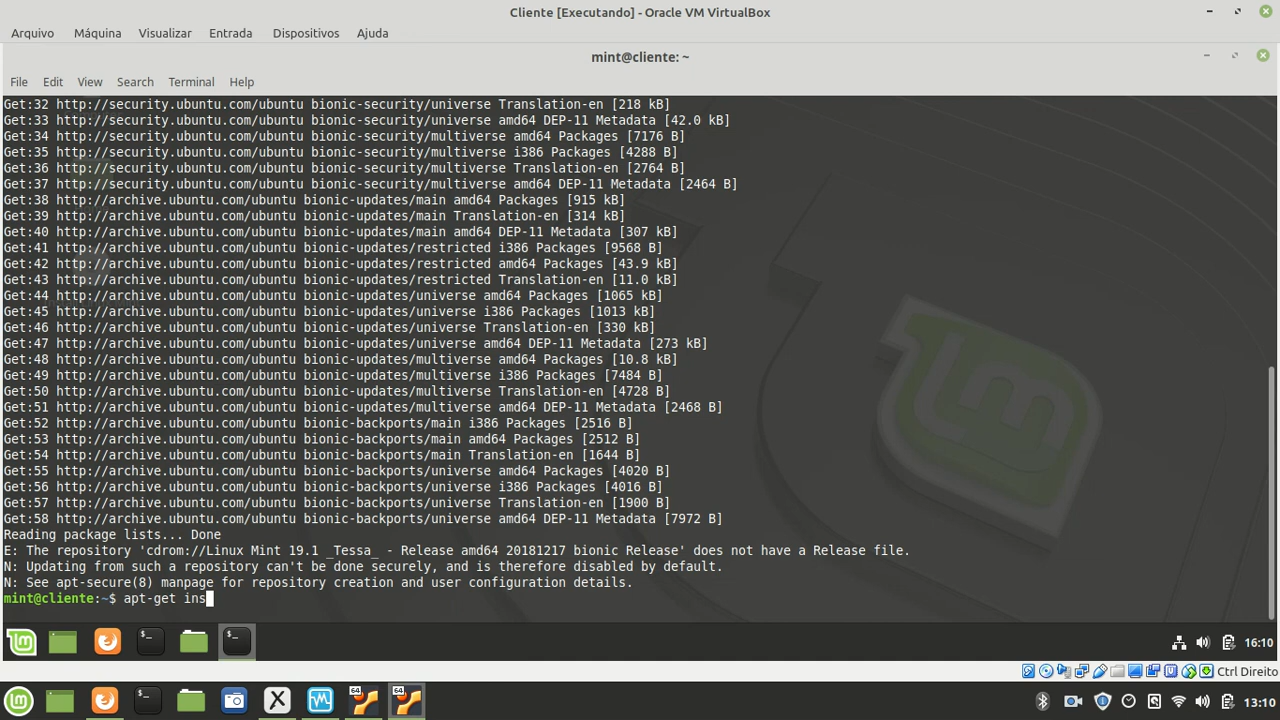 Cliente [Executando] - Oracle VM VirtualBox
Arquivo Máquina Visualizar Entrada Dispositivos Ajuda
mint@cliente: ~
File Edit View Search Terminal Help
Get:32 http://security.ubuntu.com/ubuntu bionic-security/universe Translation-en [218 kB]
Get:33 http://security.ubuntu.com/ubuntu bionic-security/universe amd64 DEP-11 Metadata [42.0 kB]
Get:34 http://security.ubuntu.com/ubuntu bionic-security/multiverse amd64 Packages [7176 B]
Get:35 http://security.ubuntu.com/ubuntu bionic-security/multiverse i386 Packages [4288 B]
Get:36 http://security.ubuntu.com/ubuntu bionic-security/multiverse Translation-en [2764 B]
Get:37 http://security.ubuntu.com/ubuntu bionic-security/multiverse amd64 DEP-11 Metadata [2464 B]
Get:38 http://archive.ubuntu.com/ubuntu bionic-updates/main amd64 Packages [915 kB]
Get:39 http://archive.ubuntu.com/ubuntu bionic-updates/main Translation-en [314 kB]
Get:40 http://archive.ubuntu.com/ubuntu bionic-updates/main amd64 DEP-11 Metadata [307 kB]
Get:41 http://archive.ubuntu.com/ubuntu bionic-updates/restricted i386 Packages [9568 B]
Get:42 http://archive.ubuntu.com/ubuntu bionic-updates/restricted amd64 Packages [43.9 kB]
Get:43 http://archive.ubuntu.com/ubuntu bionic-updates/restricted Translation-en [11.0 kB]
Get:44 http://archive.ubuntu.com/ubuntu bionic-updates/universe amd64 Packages [1065 kB]
Get:45 http://archive.ubuntu.com/ubuntu bionic-updates/universe i386 Packages [1013 kB]
Get:46 http://archive.ubuntu.com/ubuntu bionic-updates/universe Translation-en [330 kB]
Get:47 http://archive.ubuntu.com/ubuntu bionic-updates/universe amd64 DEP-11 Metadata [273 kB]
Get:48 http://archive.ubuntu.com/ubuntu bionic-updates/multiverse amd64 Packages [10.8 kB]
Get:49 http://archive.ubuntu.com/ubuntu bionic-updates/multiverse i386 Packages [7484 B]
Get:50 http://archive.ubuntu.com/ubuntu bionic-updates/multiverse Translation-en [4728 B]
Get:51 http://archive.ubuntu.com/ubuntu bionic-updates/multiverse amd64 DEP-11 Metadata [2468 B]
Get:52 http://archive.ubuntu.com/ubuntu bionic-backports/main i386 Packages [2516 B]
Get:53 http://archive.ubuntu.com/ubuntu bionic-backports/main amd64 Packages [2512 B]
Get:54 http://archive.ubuntu.com/ubuntu bionic-backports/main Translation-en [1644 B]
Get:55 http://archive.ubuntu.com/ubuntu bionic-backports/universe amd64 Packages [4020 B]
Get:56 http://archive.ubuntu.com/ubuntu bionic-backports/universe i386 Packages [4016 B]
Get:57 http://archive.ubuntu.com/ubuntu bionic-backports/universe Translation-en [1900 B]
Get:58 http://archive.ubuntu.com/ubuntu bionic-backports/universe amd64 DEP-11 Metadata [7972 B]
Reading package lists... Done
E: The repository 'cdrom://Linux Mint 19.1 _Tessa_ - Release amd64 20181217 bionic Release' does not have a Release file.
N: Updating from such a repository can't be done securely, and is therefore disabled by default.
N: See apt-secure(8) manpage for repository creation and user configuration details.
mint@cliente:~$ apt-get ins
16:10
Ctrl Direito
13:10